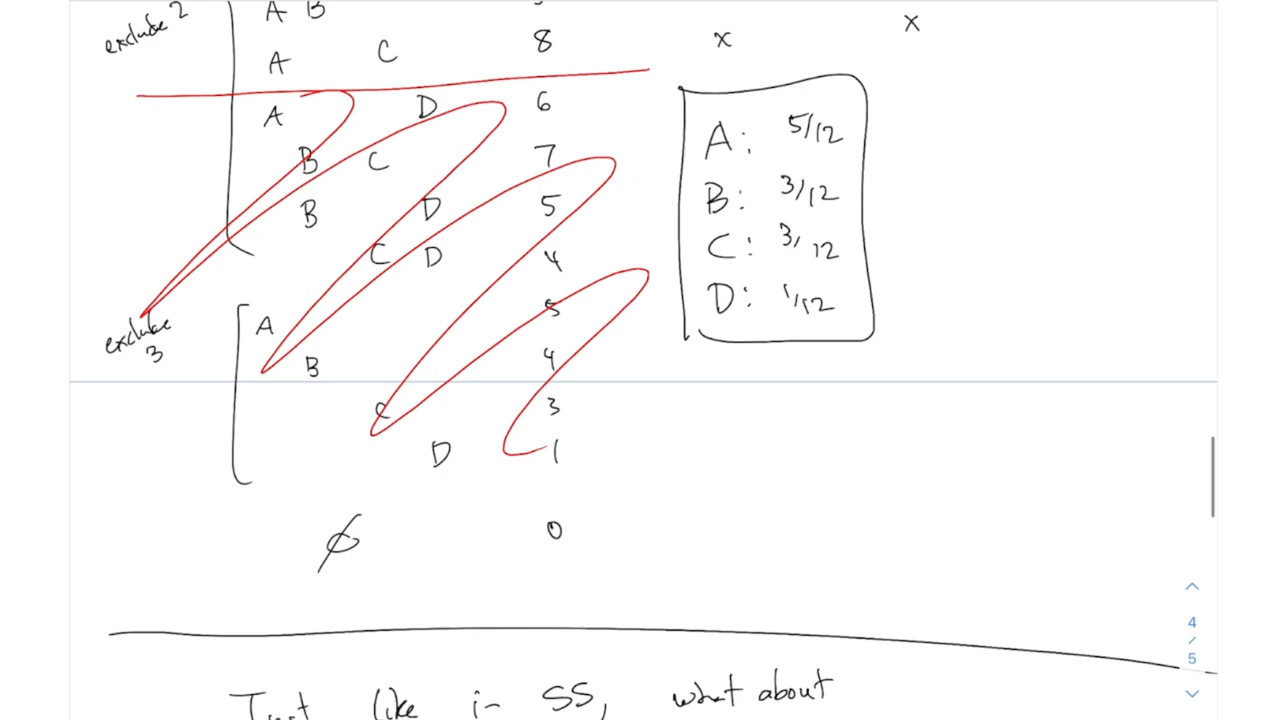 exclude 2
A B
A C 8 x x
A D 6
B C 7
B D 5
C D 4
exclude 3
A 5
B 4
C 3
D 1
∅ 0
A: 5/12
B: 3/12
C: 3/12
D: 1/12
4
/
5
Just like in SS, what about